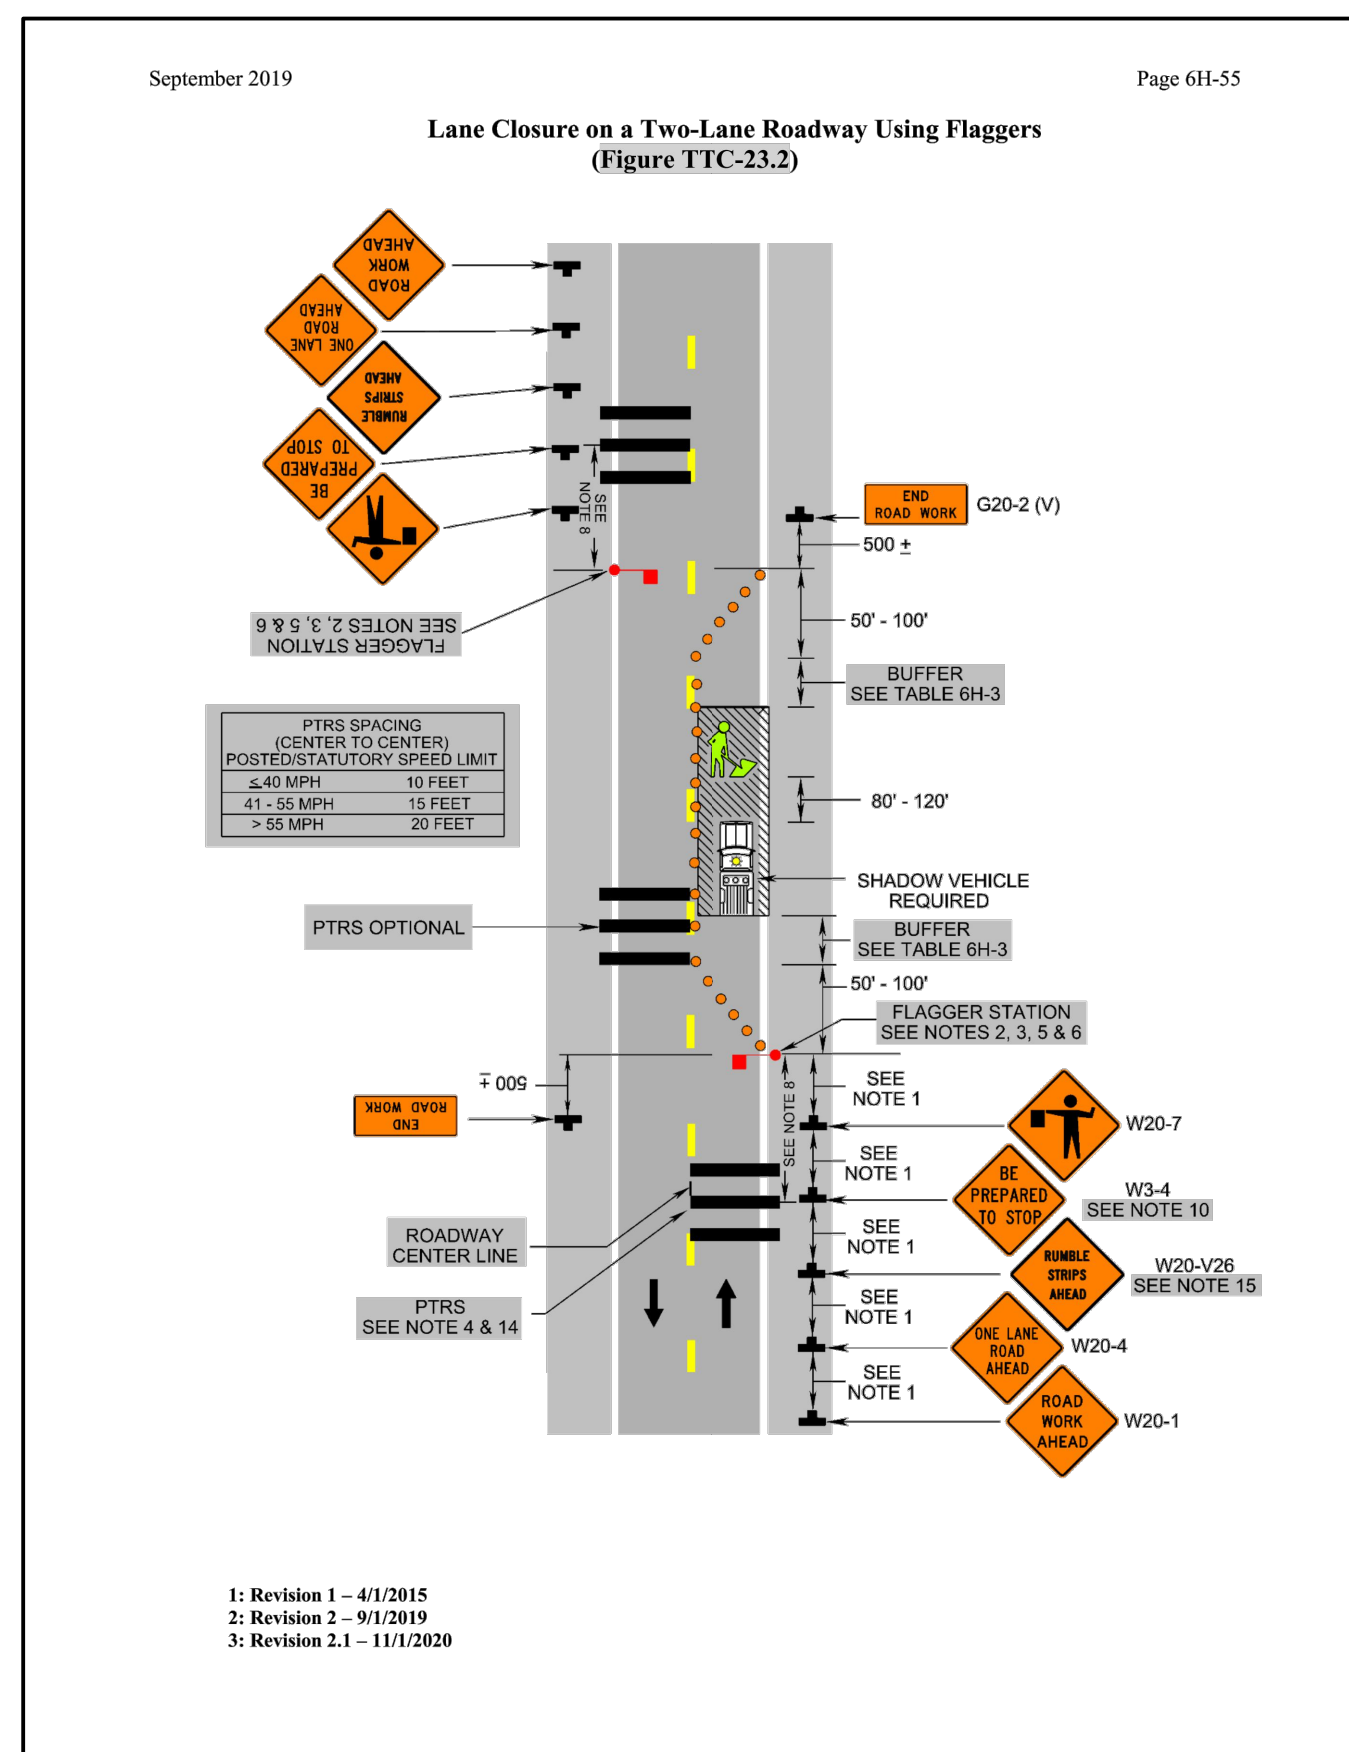 September 2019
Page 6H-55
Lane Closure on a Two-Lane Roadway Using Flaggers
(Figure TTC-23.2)
ROAD
WORK
AHEAD
ONE LANE
ROAD
AHEAD
RUMBLE
STRIPS
AHEAD
BE
PREPARED
TO STOP
SEE
NOTE 8
END
ROAD WORK
G20-2 (V)
500 ±
FLAGGER STATION
SEE NOTES 2, 3, 5 & 6
50' - 100'
BUFFER
SEE TABLE 6H-3
PTRS SPACING
(CENTER TO CENTER)
POSTED/STATUTORY SPEED LIMIT
≤ 40 MPH 10 FEET
41 - 55 MPH 15 FEET
> 55 MPH 20 FEET
80' - 120'
SHADOW VEHICLE
REQUIRED
PTRS OPTIONAL
BUFFER
SEE TABLE 6H-3
50' - 100'
FLAGGER STATION
SEE NOTES 2, 3, 5 & 6
500 ±
END
ROAD WORK
SEE NOTE 8
SEE
NOTE 1
W20-7
SEE
NOTE 1
BE
PREPARED
TO STOP
W3-4
SEE NOTE 10
ROADWAY
CENTER LINE
SEE
NOTE 1
RUMBLE
STRIPS
AHEAD
W20-V26
SEE NOTE 15
PTRS
SEE NOTE 4 & 14
SEE
NOTE 1
ONE LANE
ROAD
AHEAD
W20-4
SEE
NOTE 1
ROAD
WORK
AHEAD
W20-1
1: Revision 1 – 4/1/2015
2: Revision 2 – 9/1/2019
3: Revision 2.1 – 11/1/2020